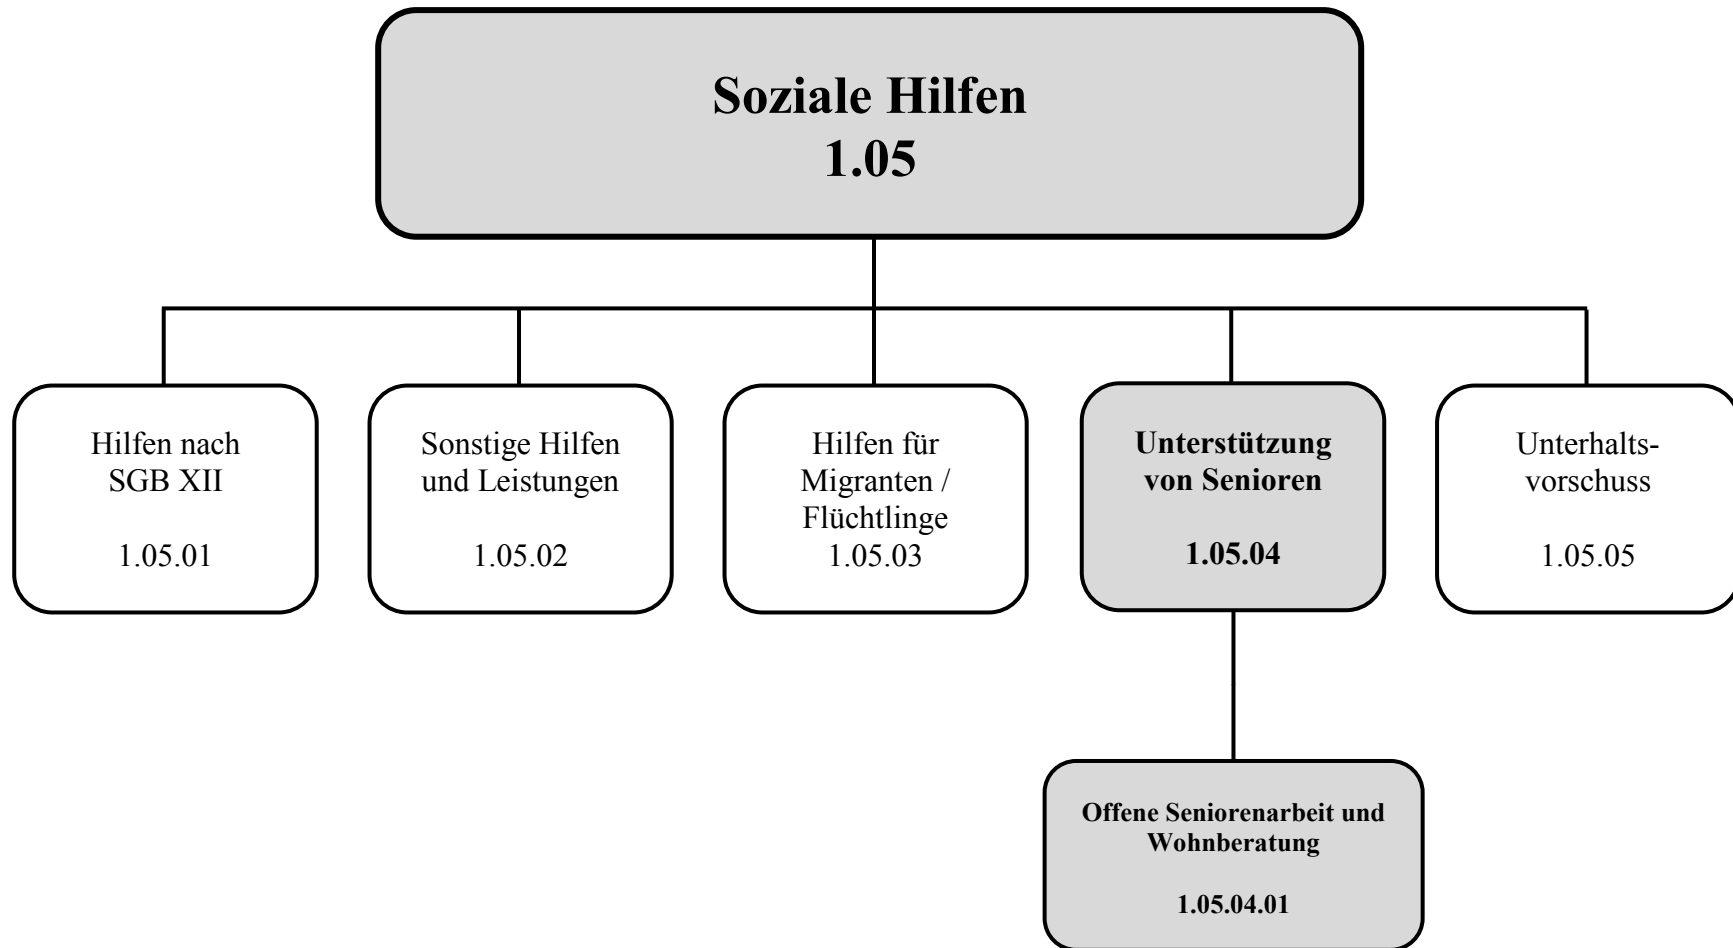 Soziale Hilfen
1.05
Hilfen nach
SGB XII
1.05.01
Sonstige Hilfen
und Leistungen
1.05.02
Hilfen für
Migranten /
Flüchtlinge
1.05.03
Unterstützung
von Senioren
1.05.04
Unterhalts-
vorschuss
1.05.05
Offene Seniorenarbeit und
Wohnberatung
1.05.04.01